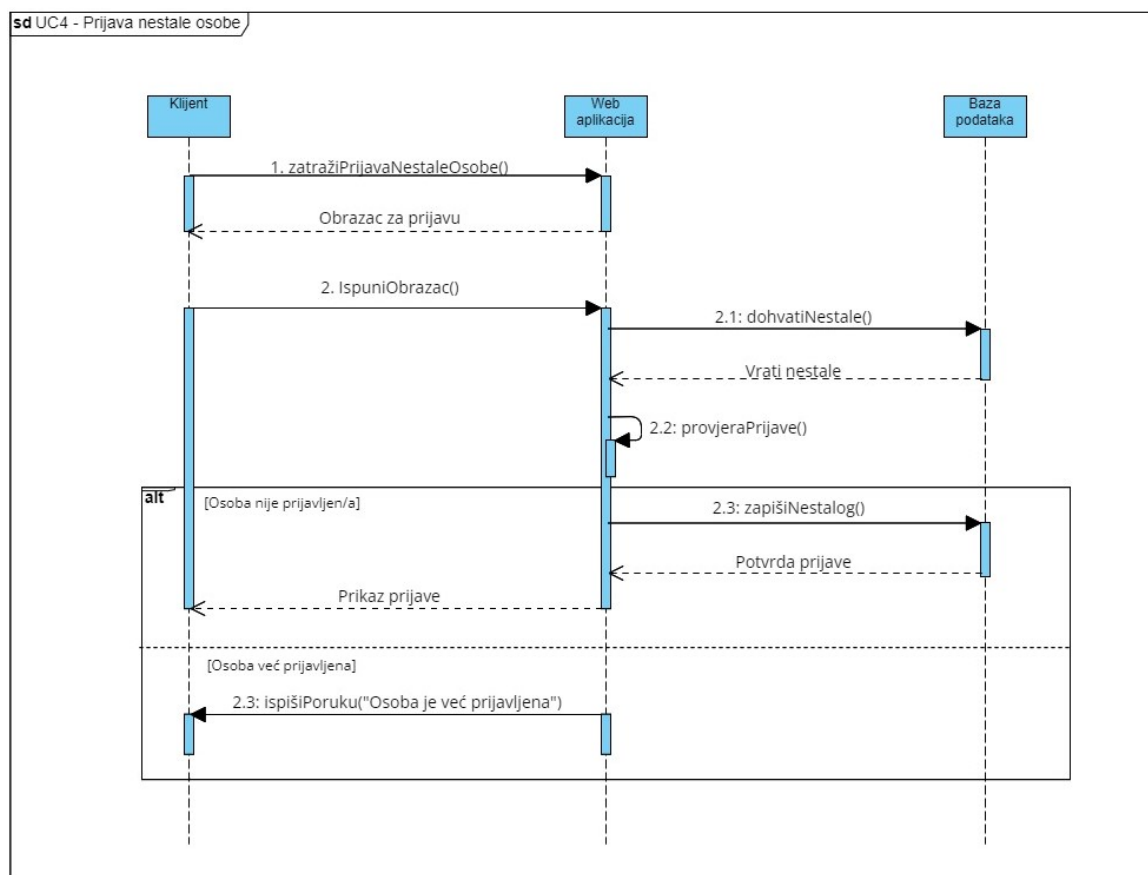 sd UC4 - Prijava nestale osobe
Klijent
Web
aplikacija
Baza
podataka
1. zatražiPrijavaNestaleOsobe()
Obrazac za prijavu
2. IspuniObrazac()
2.1: dohvatiNestale()
Vrati nestale
2.2: provjeraPrijave()
alt
[Osoba nije prijavljen/a]
2.3: zapišiNestalog()
Potvrda prijave
Prikaz prijave
[Osoba već prijavljena]
2.3: ispišiPoruku("Osoba je već prijavljena")